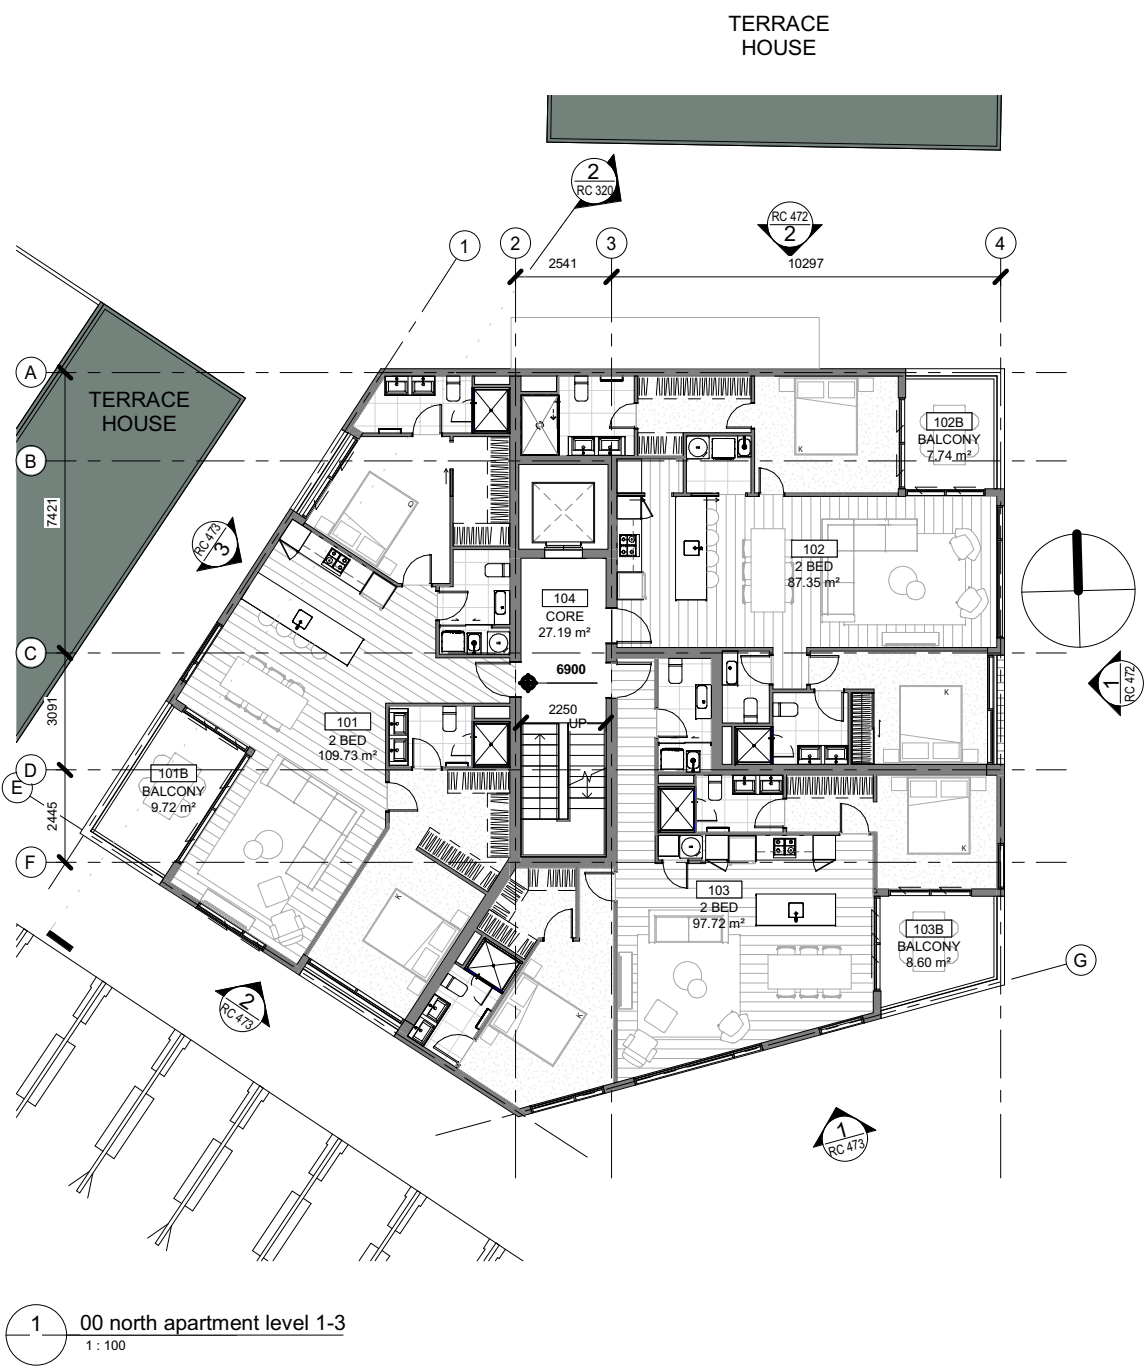 TERRACE
HOUSE
2
RC 320
RC 472
2
1
2
3
4
2541
10297
A
TERRACE
HOUSE
102B
BALCONY
7.74 m²
B
K
7421
RC 473
3
102
2 BED
87.35 m²
104
CORE
27.19 m²
C
6900
1
RC 472
K
3091
2250
UP
101
2 BED
109.73 m²
D
101B
BALCONY
9.72 m²
E
2445
K
F
103
2 BED
97.72 m²
K
103B
BALCONY
8.60 m²
G
2
RC 473
K
1
RC 473
1
00 north apartment level 1-3
1 : 100